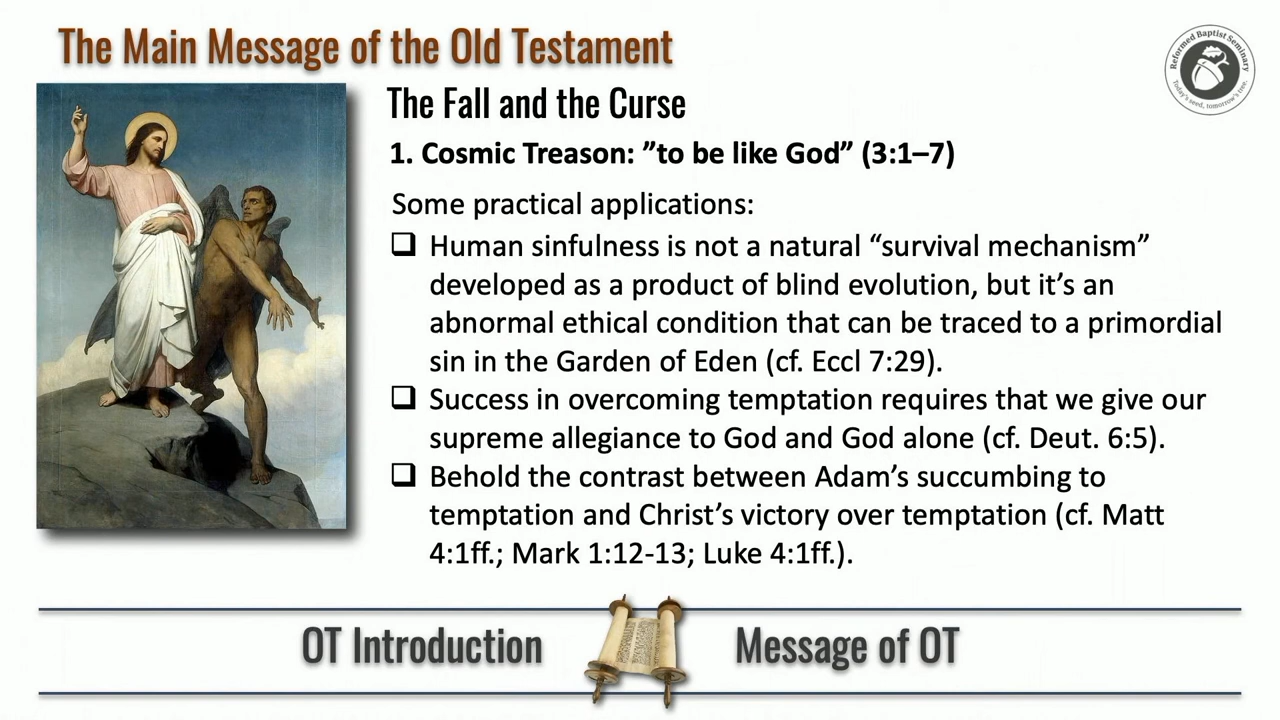 The Main Message of the Old Testament
Reformed Baptist Seminary
Today's seed, tomorrow's tree.
The Fall and the Curse
1. Cosmic Treason: ”to be like God” (3:1–7)
Some practical applications:
❑ Human sinfulness is not a natural “survival mechanism”
developed as a product of blind evolution, but it’s an
abnormal ethical condition that can be traced to a primordial
sin in the Garden of Eden (cf. Eccl 7:29).
❑ Success in overcoming temptation requires that we give our
supreme allegiance to God and God alone (cf. Deut. 6:5).
❑ Behold the contrast between Adam’s succumbing to
temptation and Christ’s victory over temptation (cf. Matt
4:1ff.; Mark 1:12-13; Luke 4:1ff.).
OT Introduction
Message of OT